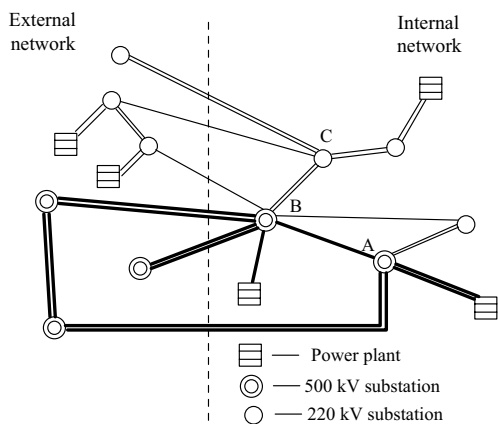 External
network
Internal
network
C
B
A
Power plant
500 kV substation
220 kV substation